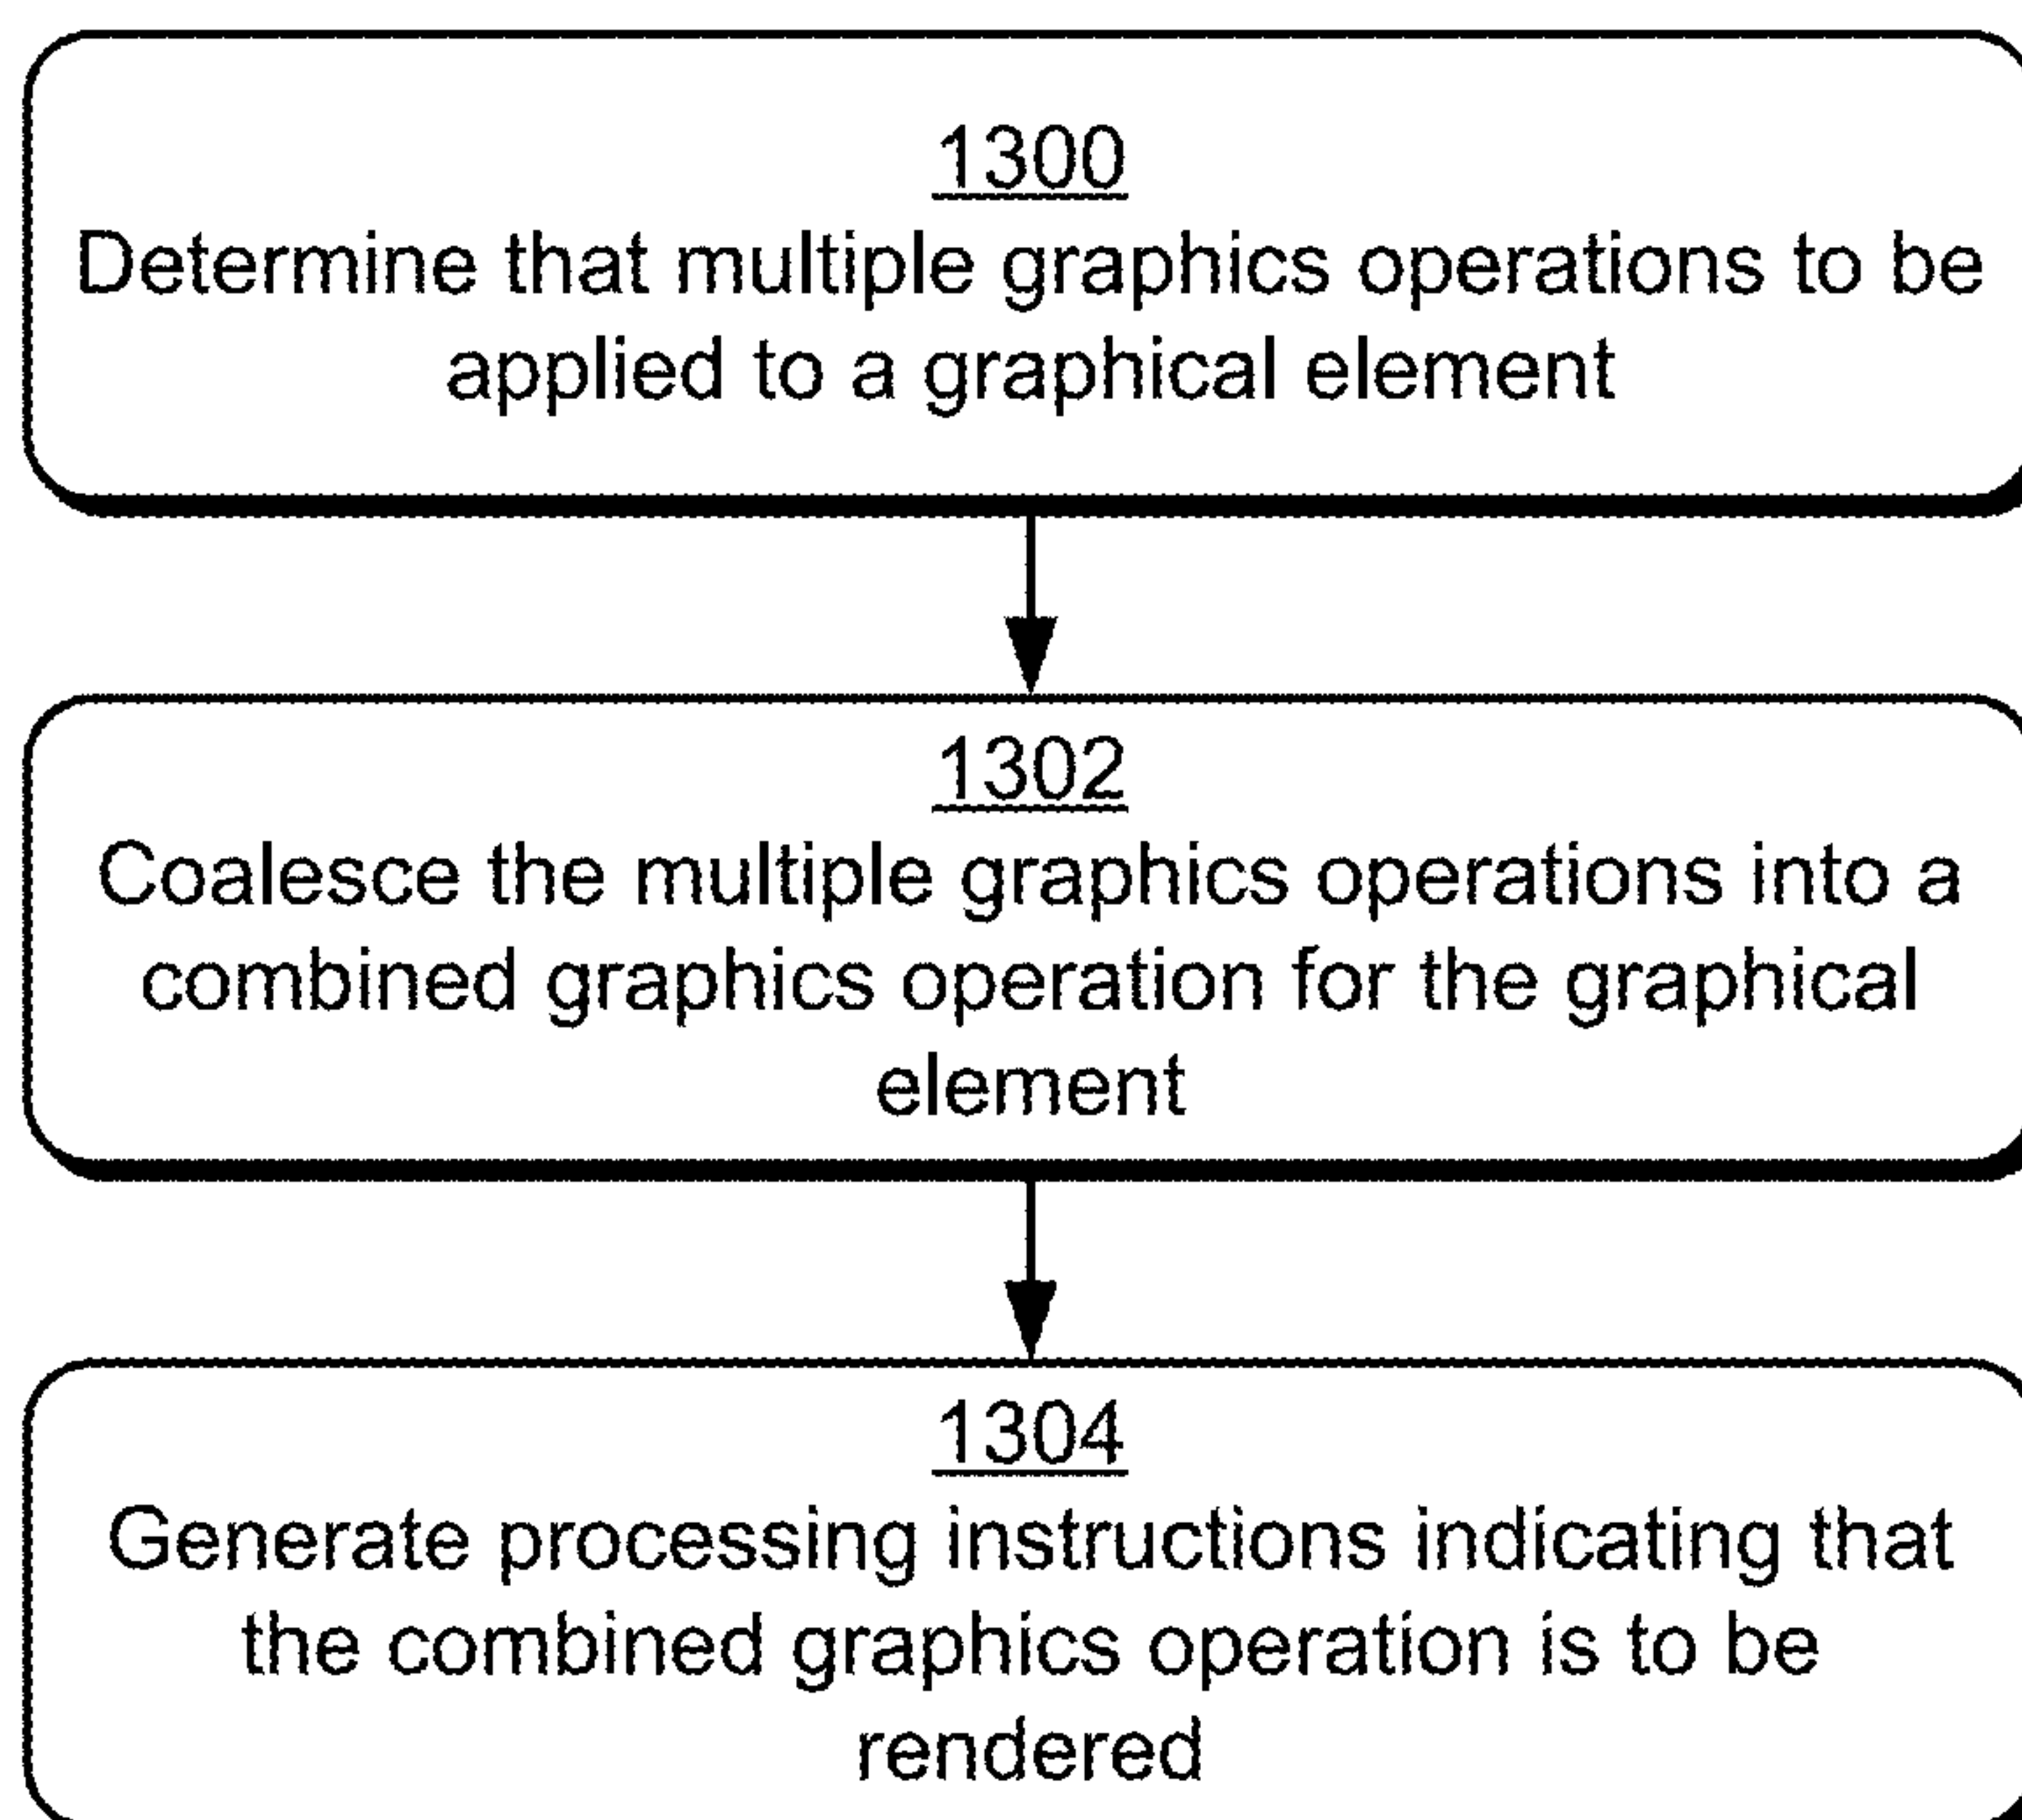 1300
Determine that multiple graphics operations to be
applied to a graphical element
1302
Coalesce the multiple graphics operations into a
combined graphics operation for the graphical
element
1304
Generate processing instructions indicating that
the combined graphics operation is to be
rendered